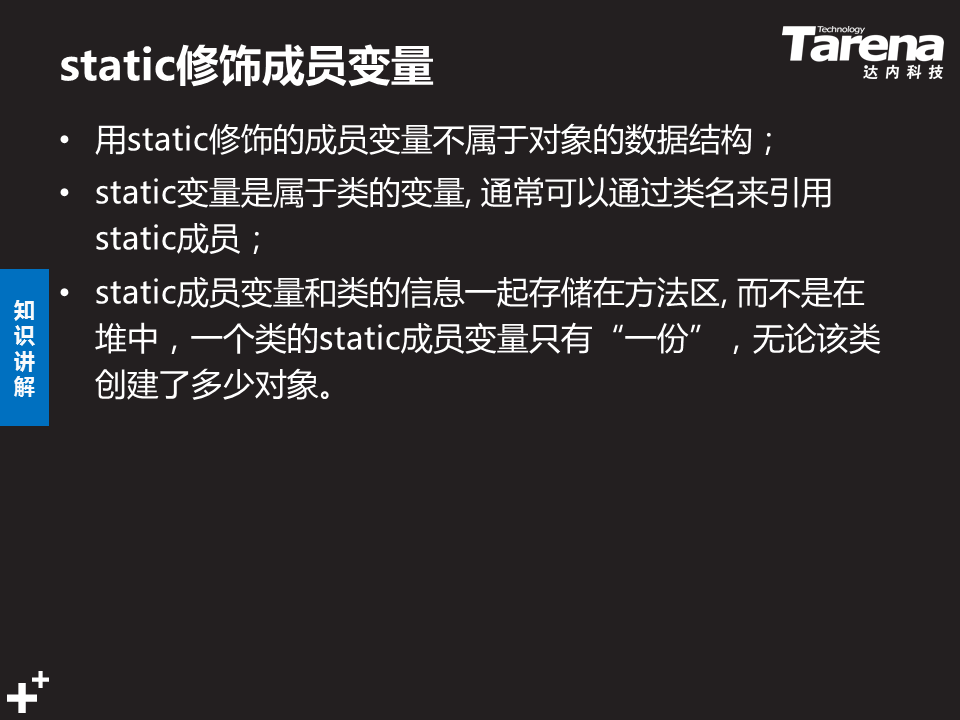 static修饰成员变量
Technology
Tarena
达内科技
• 用static修饰的成员变量不属于对象的数据结构；
• static变量是属于类的变量, 通常可以通过类名来引用
static成员；
• static成员变量和类的信息一起存储在方法区, 而不是在
堆中，一个类的static成员变量只有“一份”，无论该类
创建了多少对象。
知
识
讲
解